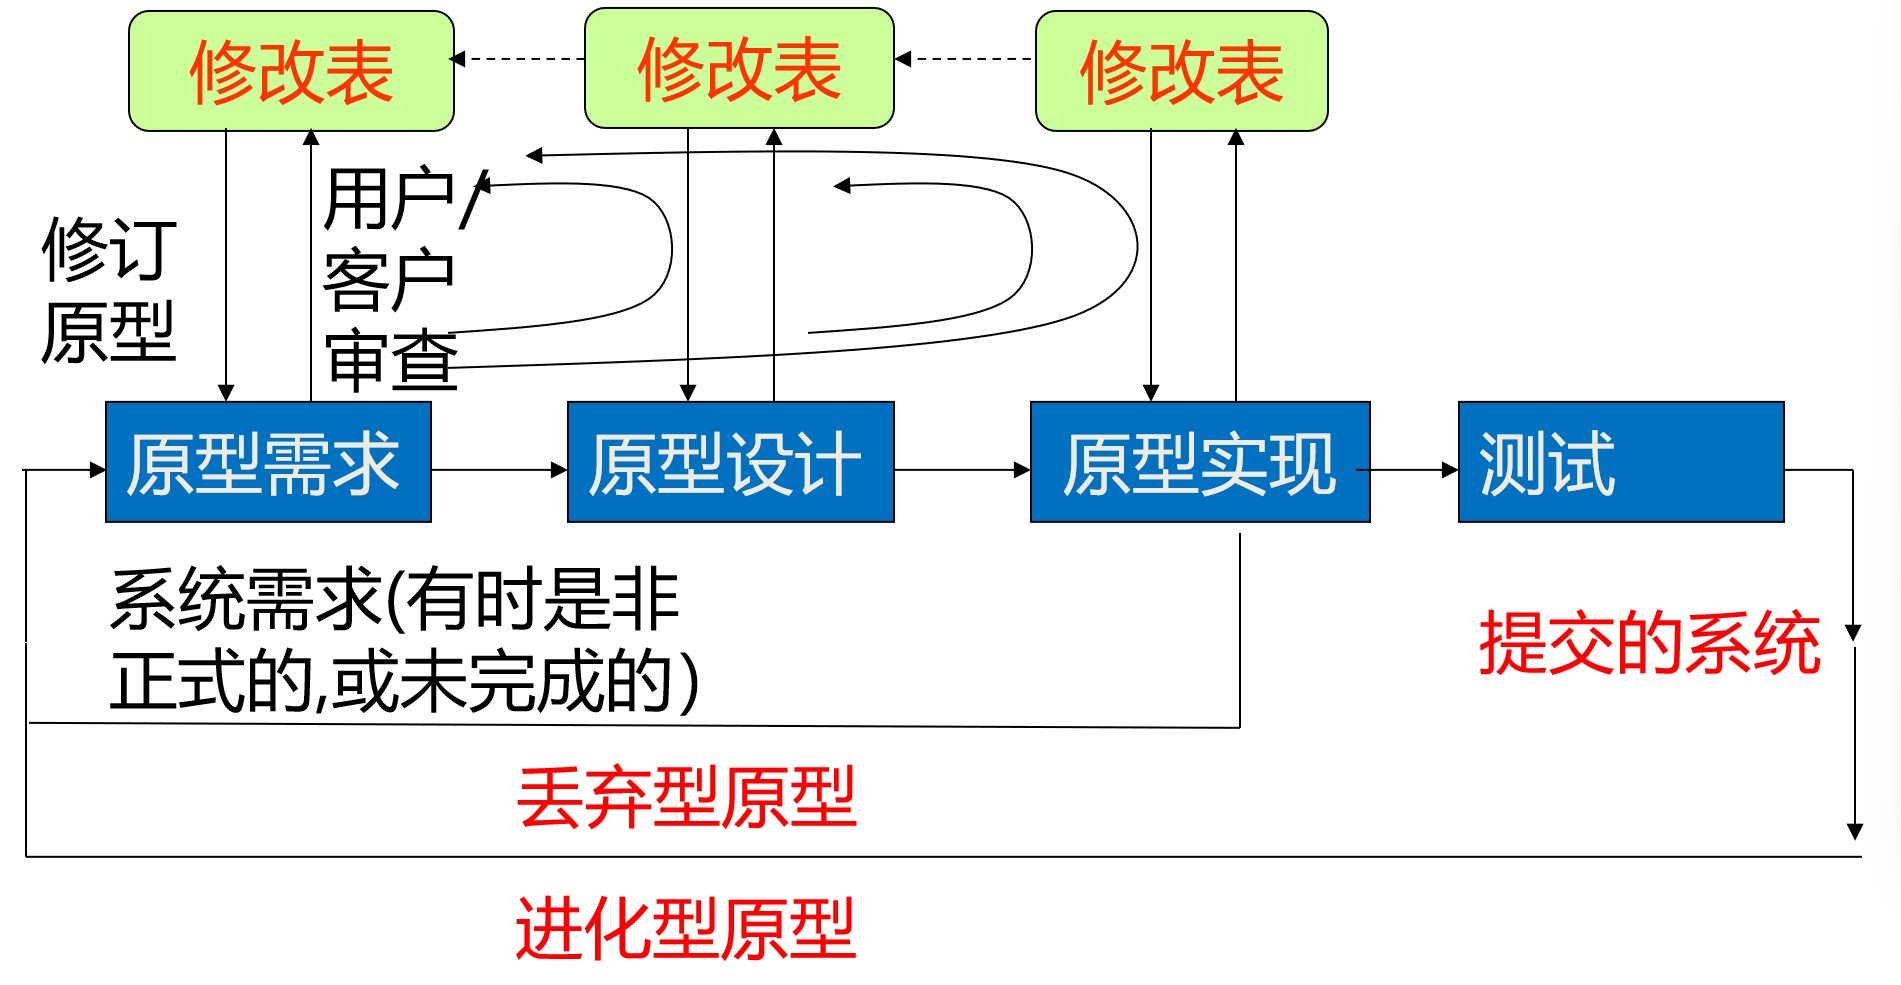 修改表
修改表
修改表
用户/
客户
审查
修订
原型
原型需求
原型设计
原型实现
测试
系统需求(有时是非
正式的,或未完成的)
提交的系统
丢弃型原型
进化型原型